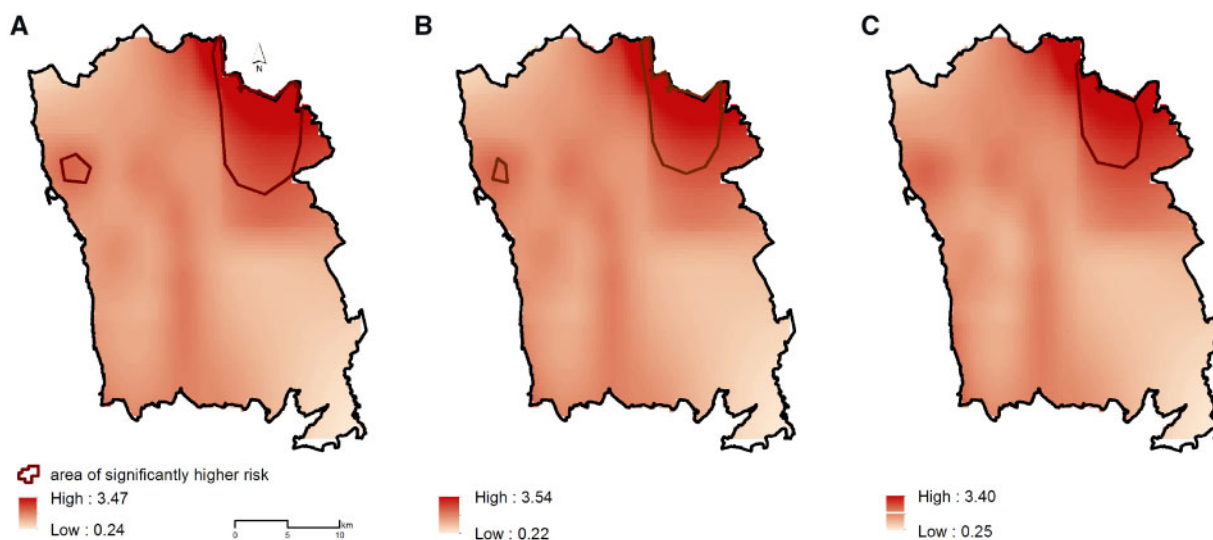 A
B
C
N
area of significantly higher risk
High : 3.47
Low : 0.24
0 5 10
km
High : 3.54
Low : 0.22
High : 3.40
Low : 0.25